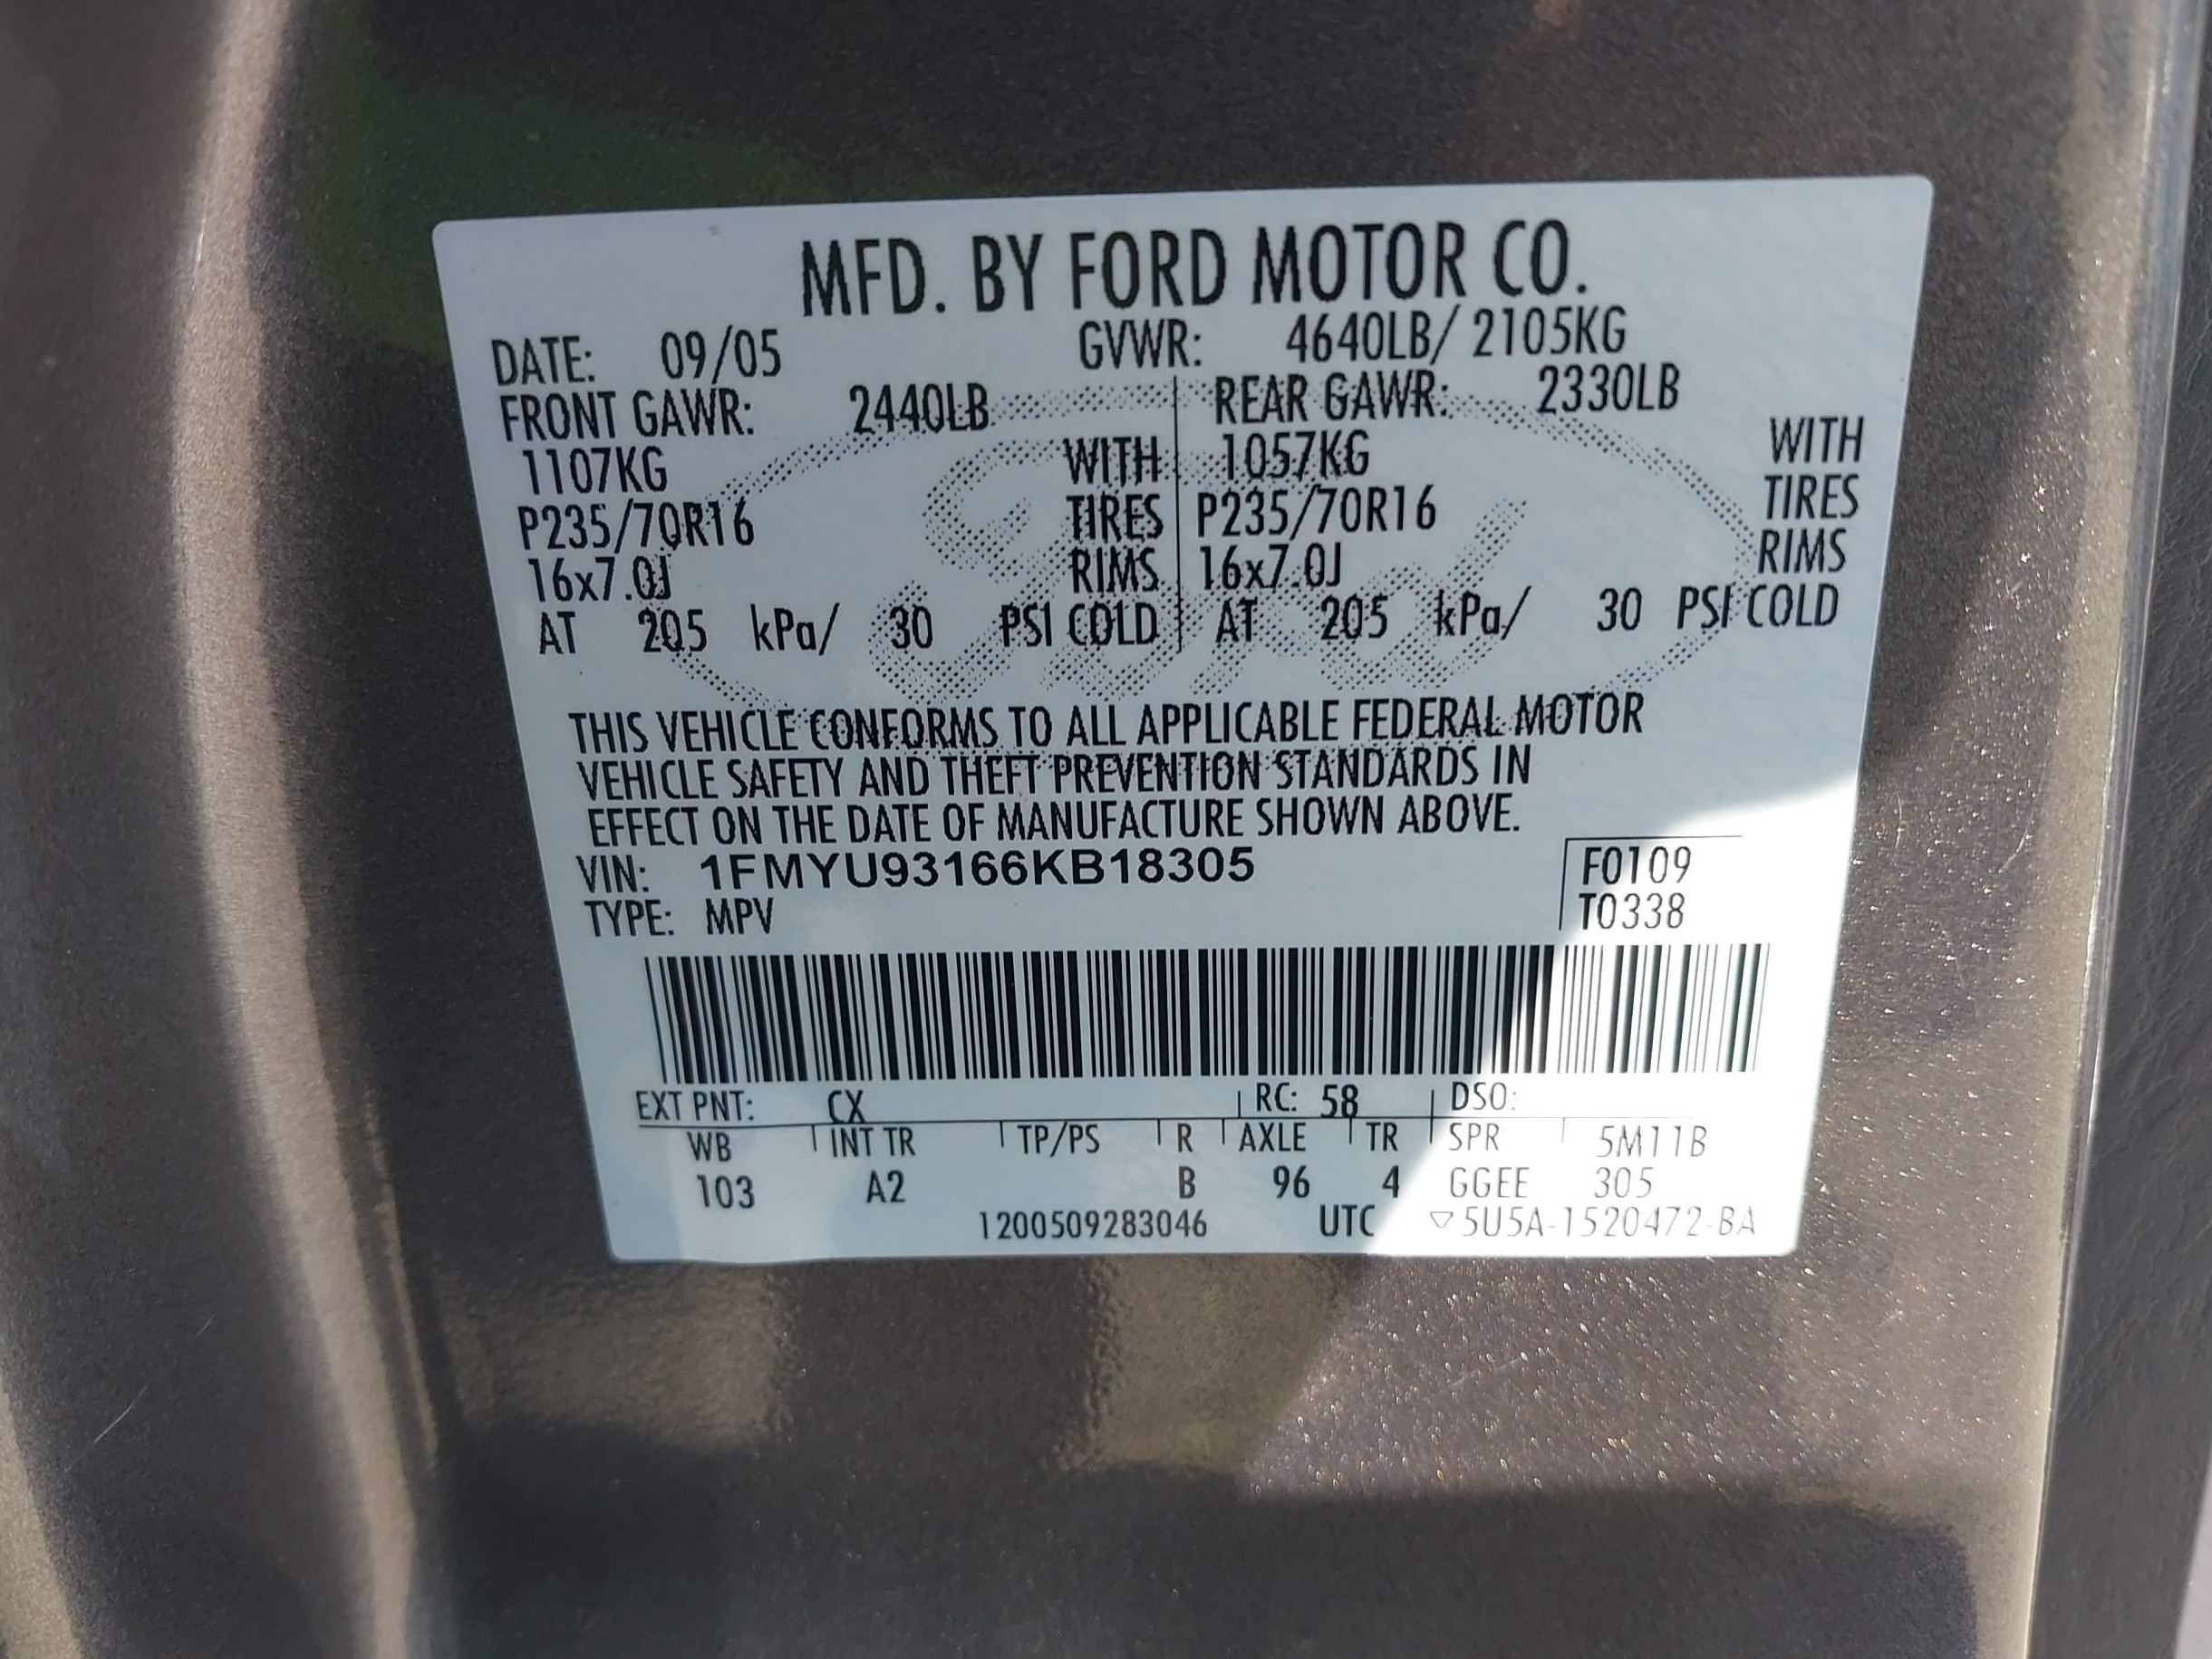 MFD. BY FORD MOTOR CO.
DATE: 09/05 GVWR: 4640LB/ 2105KG
FRONT GAWR: 2440LB REAR GAWR: 2330LB
1107KG WITH 1057KG WITH
P235/70R16 TIRES P235/70R16 TIRES
16x7.0J RIMS 16x7.0J RIMS
AT 205 kPa/ 30 PSI COLD AT 205 kPa/ 30 PSI COLD
THIS VEHICLE CONFORMS TO ALL APPLICABLE FEDERAL MOTOR
VEHICLE SAFETY AND THEFT PREVENTION STANDARDS IN
EFFECT ON THE DATE OF MANUFACTURE SHOWN ABOVE.
VIN: 1FMYU93166KB18305 F0109
TYPE: MPV T0338
EXT PNT: CX RC: 58 DSO:
WB INT TR TP/PS R AXLE TR SPR 5M11B
103 A2 B 96 4 GGEE 305
1200509283046 UTC ▽5U5A-1520472-BA